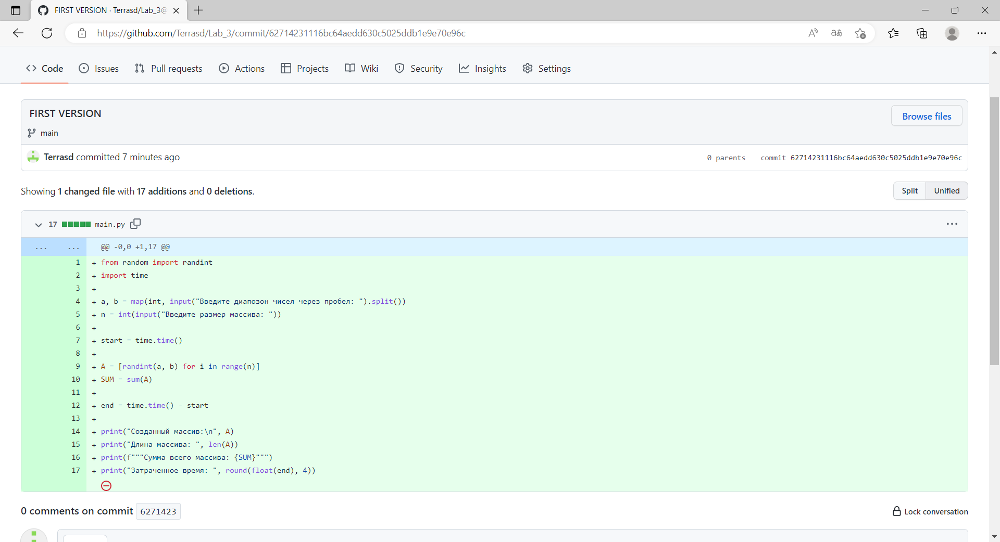 FIRST VERSION · Terrasd/Lab_3@
https://github.com/Terrasd/Lab_3/commit/62714231116bc64aedd630c5025ddb1e9e70e96c
Code Issues Pull requests Actions Projects Wiki Security Insights Settings
FIRST VERSION
Browse files
main
Terrasd committed 7 minutes ago
0 parents commit 62714231116bc64aedd630c5025ddb1e9e70e96c
Showing 1 changed file with 17 additions and 0 deletions.
Split Unified
17 main.py
... ... @@ -0,0 +1,17 @@
1 + from random import randint
2 + import time
3 +
4 + a, b = map(int, input("Введите диапозон чисел через пробел: ").split())
5 + n = int(input("Введите размер массива: "))
6 +
7 + start = time.time()
8 +
9 + A = [randint(a, b) for i in range(n)]
10 + SUM = sum(A)
11 +
12 + end = time.time() - start
13 +
14 + print("Созданный массив:\n", A)
15 + print("Длина массива: ", len(A))
16 + print(f"""Сумма всего массива: {SUM}""")
17 + print("Затраченное время: ", round(float(end), 4))
0 comments on commit 6271423
Lock conversation